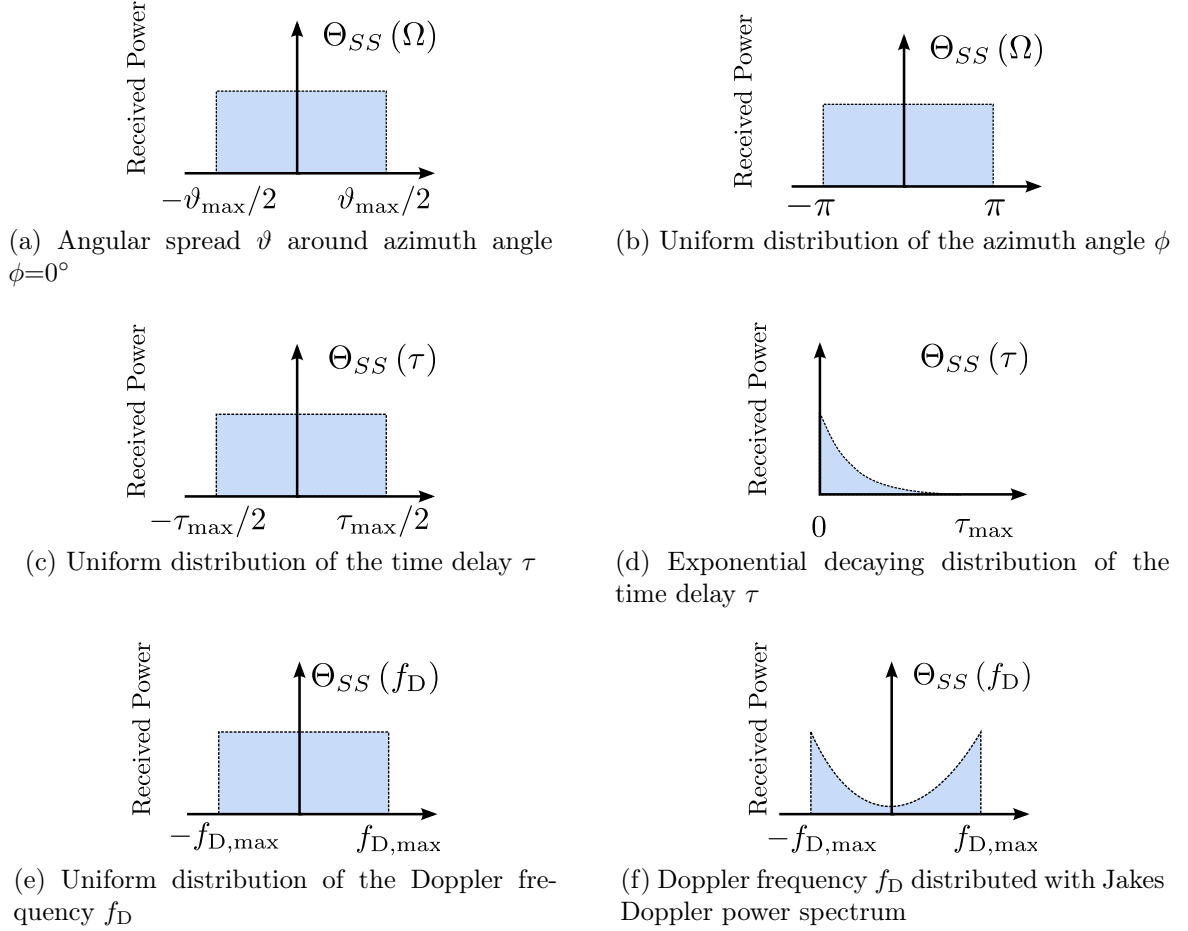 Received Power
Θ_SS (Ω)
−ϑ_max/2
ϑ_max/2
(a) Angular spread ϑ around azimuth angle
ϕ=0°
Received Power
Θ_SS (Ω)
−π
π
(b) Uniform distribution of the azimuth angle ϕ
Received Power
Θ_SS (τ)
−τ_max/2
τ_max/2
(c) Uniform distribution of the time delay τ
Received Power
Θ_SS (τ)
0
τ_max
(d) Exponential decaying distribution of the
time delay τ
Received Power
Θ_SS (f_D)
−f_D,max
f_D,max
(e) Uniform distribution of the Doppler fre-
quency f_D
Received Power
Θ_SS (f_D)
−f_D,max
f_D,max
(f) Doppler frequency f_D distributed with Jakes
Doppler power spectrum